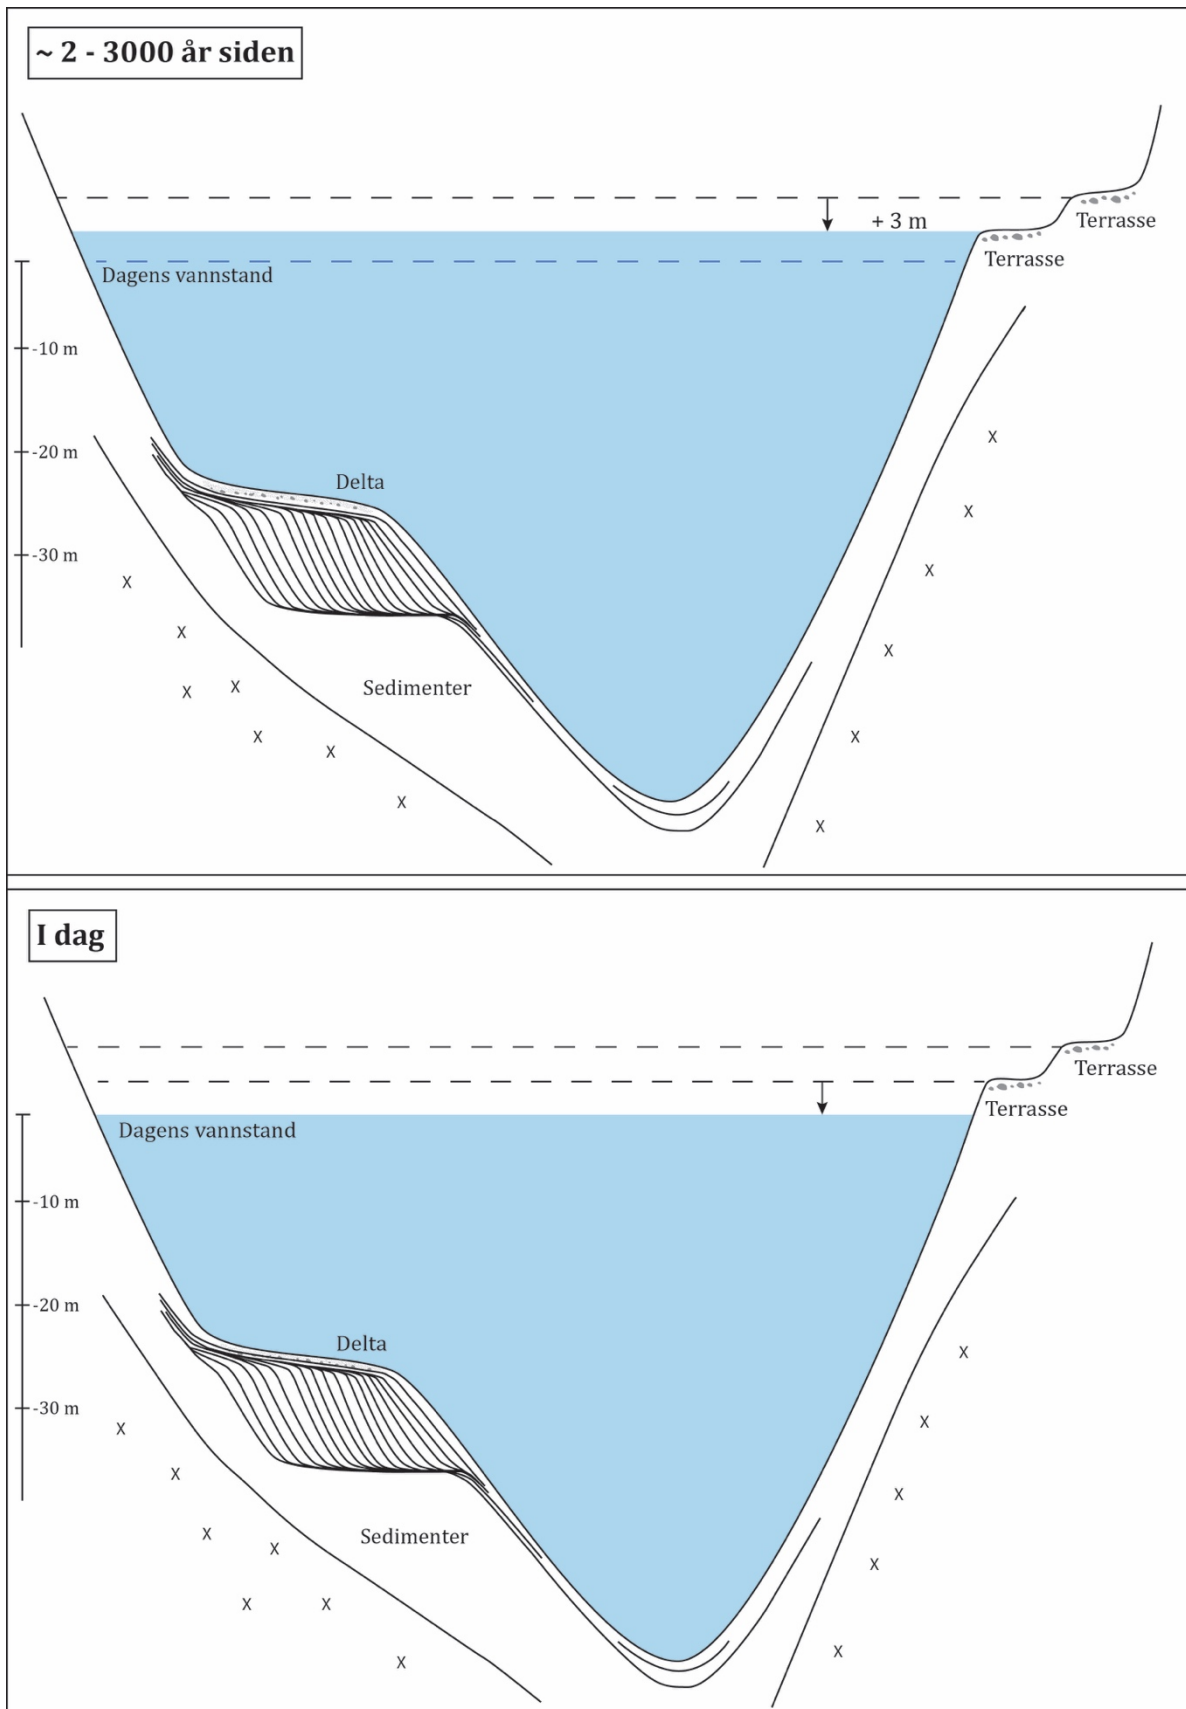 ~ 2 - 3000 år siden
+ 3 m
Terrasse
Terrasse
Dagens vannstand
-10 m
-20 m
Delta
-30 m
x
x
x
x
x
x
x
Sedimenter
x
x
x
x
x
x
I dag
Terrasse
Terrasse
Dagens vannstand
-10 m
-20 m
Delta
x
-30 m
x
x
x
x
Sedimenter
x
x
x
x
x
x
x